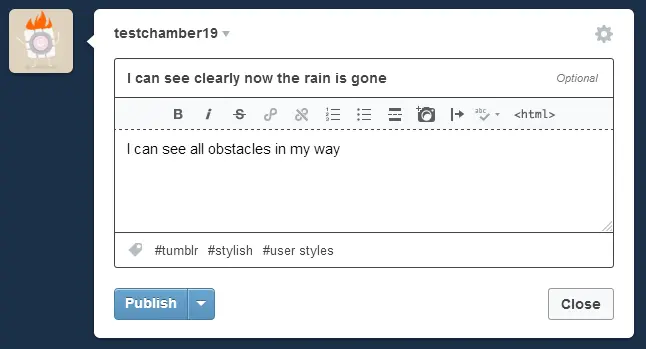 testchamber19
I can see clearly now the rain is gone Optional
B i S abc <html>
I can see all obstacles in my way
#tumblr #stylish #user styles
Publish Close